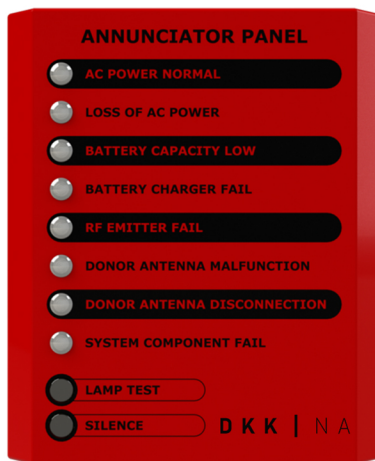 ANNUNCIATOR PANEL
AC POWER NORMAL
LOSS OF AC POWER
BATTERY CAPACITY LOW
BATTERY CHARGER FAIL
RF EMITTER FAIL
DONOR ANTENNA MALFUNCTION
DONOR ANTENNA DISCONNECTION
SYSTEM COMPONENT FAIL
LAMP TEST
SILENCE
DKK | NA